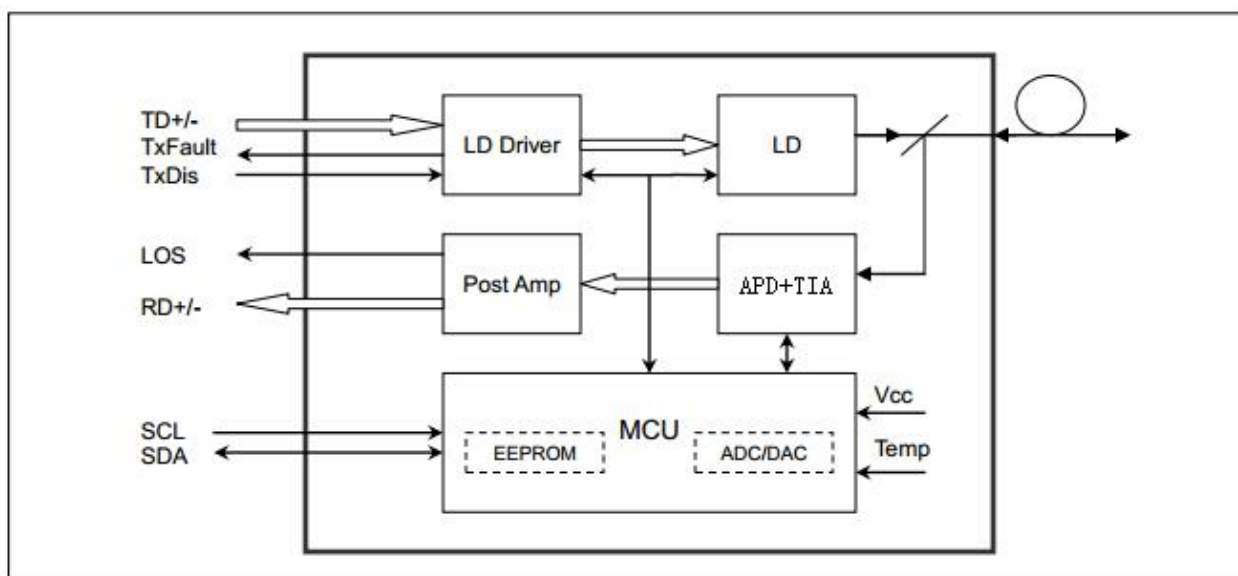 TD+/-
TxFault
TxDis
LD Driver
LD
LOS
RD+/-
Post Amp
APD+TIA
SCL
SDA
MCU
EEPROM
ADC/DAC
Vcc
Temp